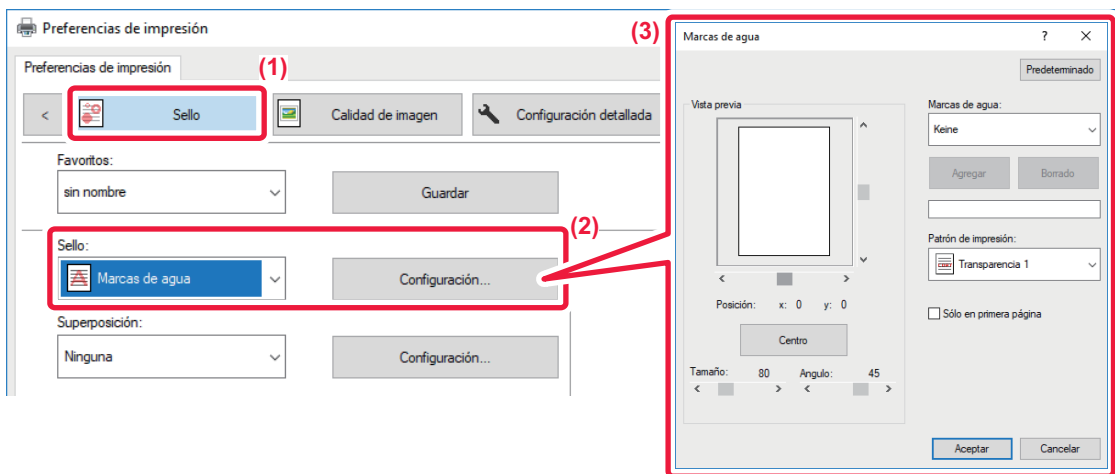 Preferencias de impresión
Preferencias de impresión
(1)
< Sello Calidad de imagen Configuración detallada
Favoritos:
sin nombre Guardar
(2)
Sello:
Marcas de agua Configuración...
Superposición:
Ninguna Configuración...
(3)
Marcas de agua ? X
Predeterminado
Vista previa
Marcas de agua:
Keine
Agregar Borrado
Patrón de impresión:
Transparencia 1
Posición: x: 0 y: 0
Sólo en primera página
Centro
Tamaño: 80 Angulo: 45
< > < >
Aceptar Cancelar